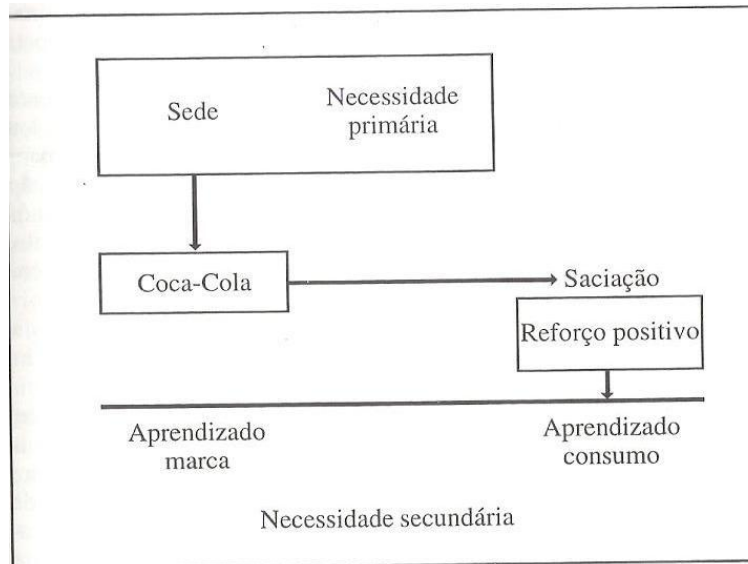 Sede
Necessidade
primária
Coca-Cola
Saciação
Reforço positivo
Aprendizado
marca
Aprendizado
consumo
Necessidade secundária